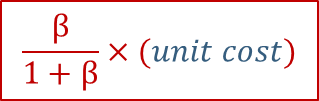 β/(1 + β) × (unit cost)